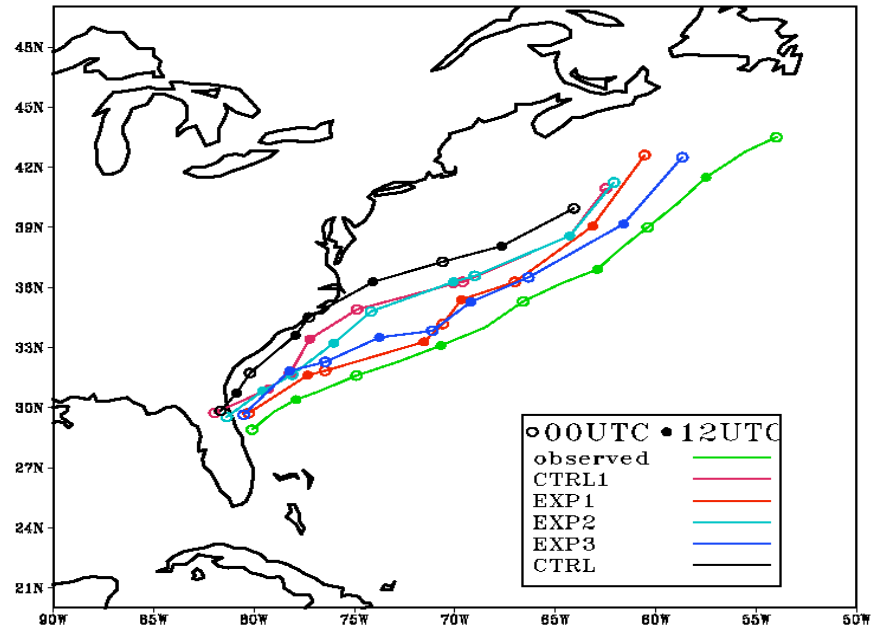 48N
45N
42N
39N
36N
33N
30N
27N
24N
21N
90W 85W 80W 75W 70W 65W 60W 55W 50W
00UTC 12UTC
observed
CTRL1
EXP1
EXP2
EXP3
CTRL